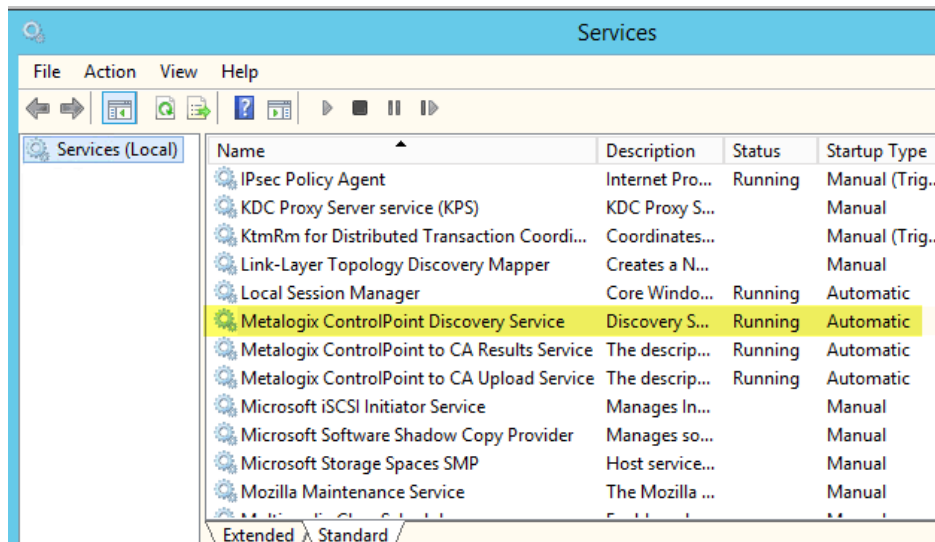 Services
File Action View Help
Services (Local)
Name Description Status Startup Type
IPsec Policy Agent Internet Pro... Running Manual (Trig..
KDC Proxy Server service (KPS) KDC Proxy S... Manual
KtmRm for Distributed Transaction Coordi... Coordinates... Manual (Trig..
Link-Layer Topology Discovery Mapper Creates a N... Manual
Local Session Manager Core Windo... Running Automatic
Metalogix ControlPoint Discovery Service Discovery S... Running Automatic
Metalogix ControlPoint to CA Results Service The descrip... Running Automatic
Metalogix ControlPoint to CA Upload Service The descrip... Running Automatic
Microsoft iSCSI Initiator Service Manages In... Manual
Microsoft Software Shadow Copy Provider Manages so... Manual
Microsoft Storage Spaces SMP Host service... Manual
Mozilla Maintenance Service The Mozilla ... Manual
Extended Standard